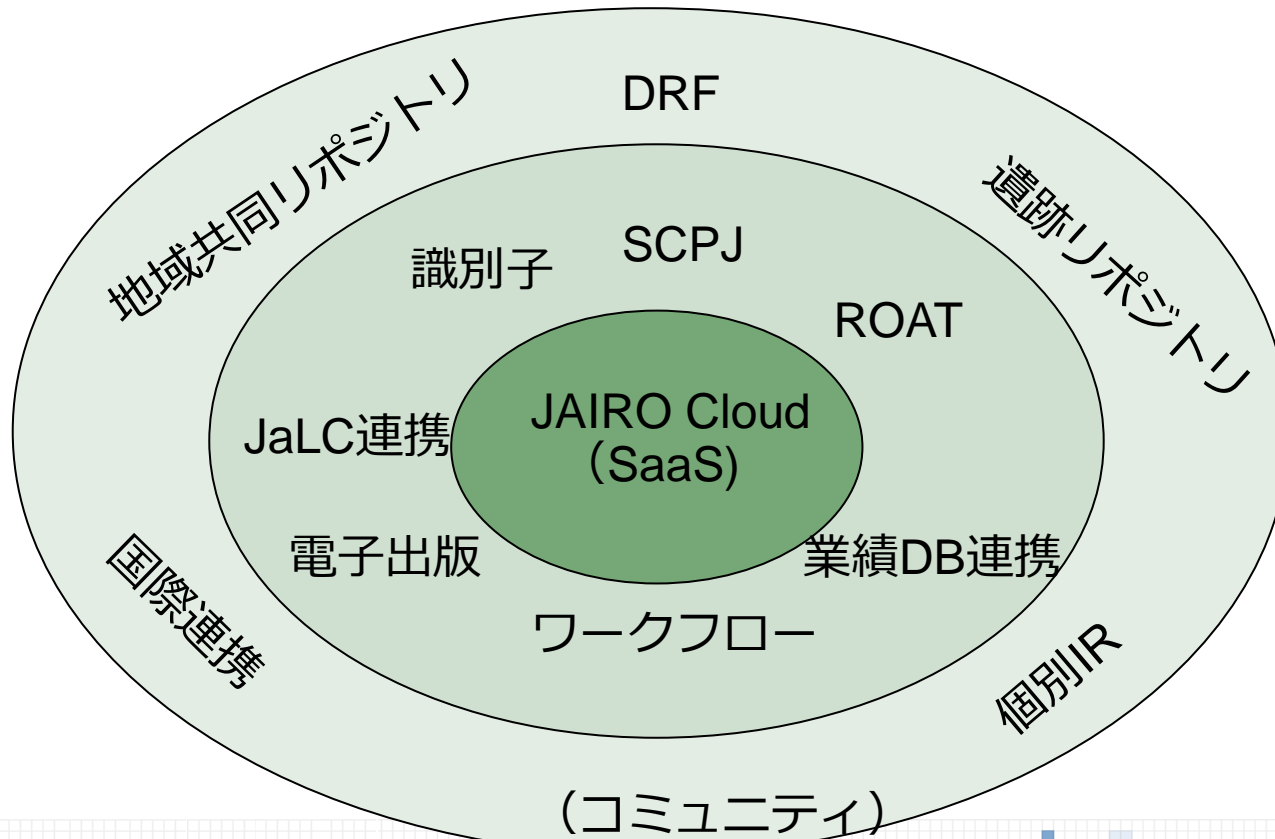 DRF
地域共同リポジトリ
遺跡リポジトリ
SCPJ
識別子
ROAT
JAIRO Cloud
（SaaS)
JaLC連携
電子出版
業績DB連携
ワークフロー
国際連携
個別IR
（コミュニティ）